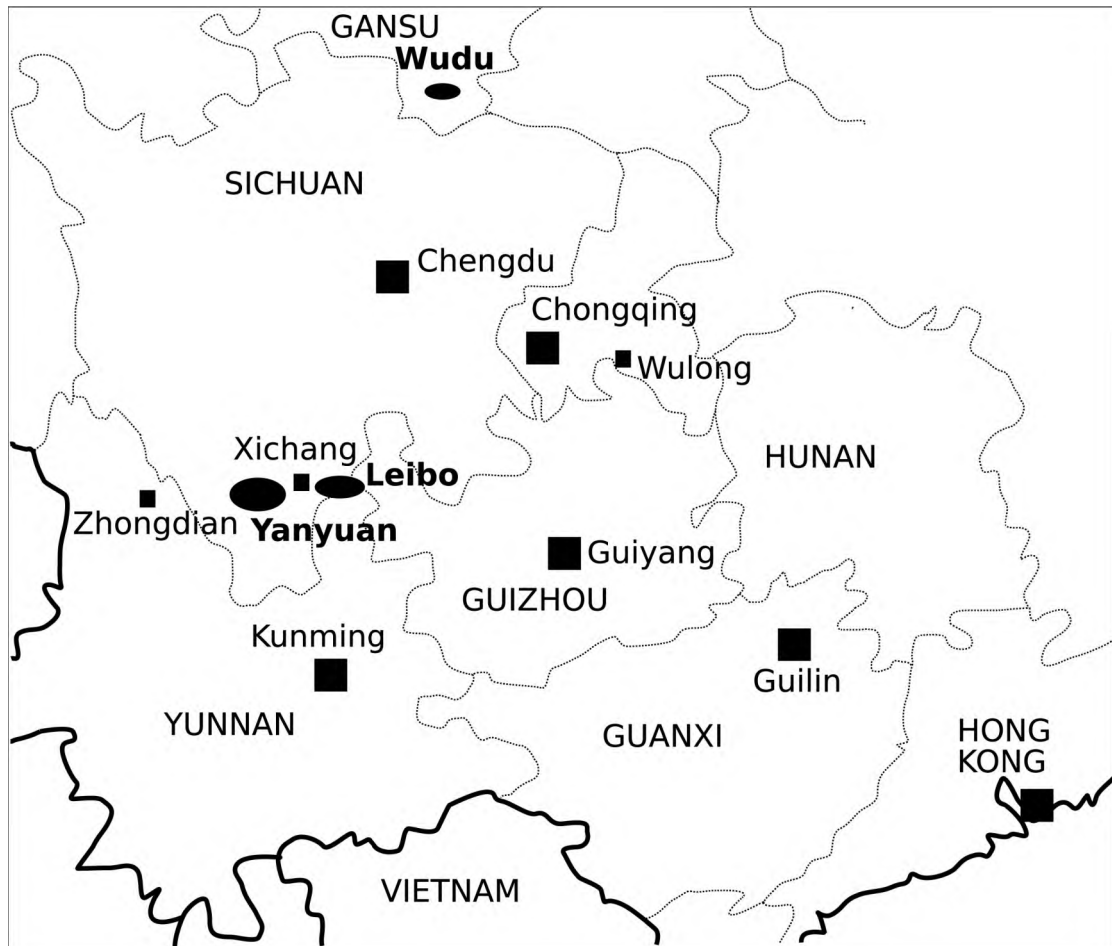 GANSU
Wudu
SICHUAN
Chengdu
Chongqing
Wulong
Xichang
Leibo
HUNAN
Zhongdian
Yanyuan
Guiyang
GUIZHOU
Kunming
Guilin
YUNNAN
GUANXI
HONG
KONG
VIETNAM